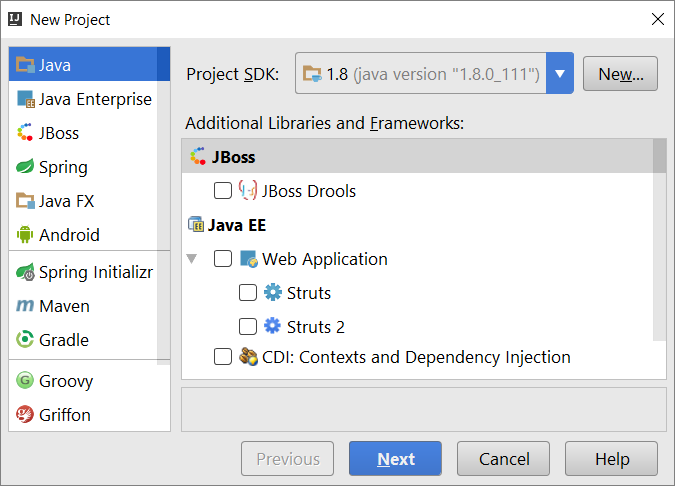 New Project
Java
Java Enterprise
JBoss
Spring
Java FX
Android
Spring Initializr
Maven
Gradle
Groovy
Griffon
Project SDK: 1.8 (java version "1.8.0_111") New...
Additional Libraries and Frameworks:
JBoss
JBoss Drools
Java EE
Web Application
Struts
Struts 2
CDI: Contexts and Dependency Injection
Previous Next Cancel Help